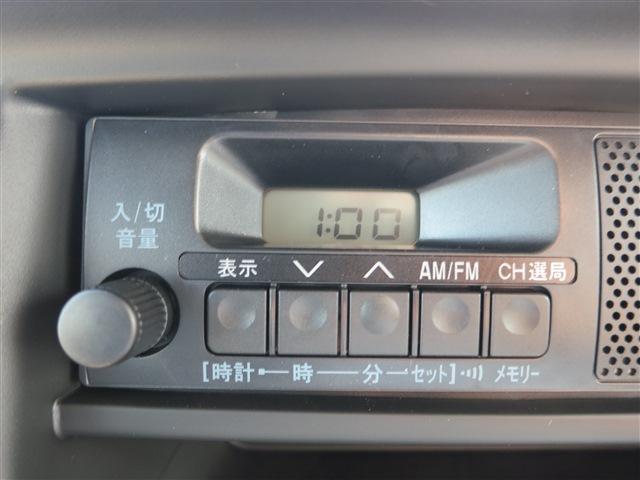 入/切
音量
1:00
表示 ∨ ∧ AM/FM CH選局
[時計 時 分 セット] メモリー